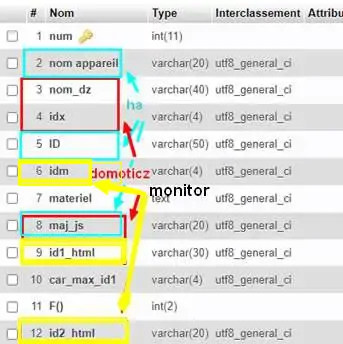 # Nom Type Interclassement Attribu
1 num int(11)
2 nom appareil varchar(20) utf8_general_ci
3 nom_dz varchar(40) utf8_general_ci
ha
4 idx varchar(4) utf8_general_ci
5 ID varchar(50) utf8_general_ci
6 idm domoticz varchar(4) utf8_general_ci
7 materiel text
monitor
8 maj_js varchar(20) utf8_general_ci
9 id1_html varchar(30) utf8_general_ci
10 car_max_id1 varchar(4) utf8_general_ci
11 F() int(2)
12 id2_html varchar(20) utf8_general_ci